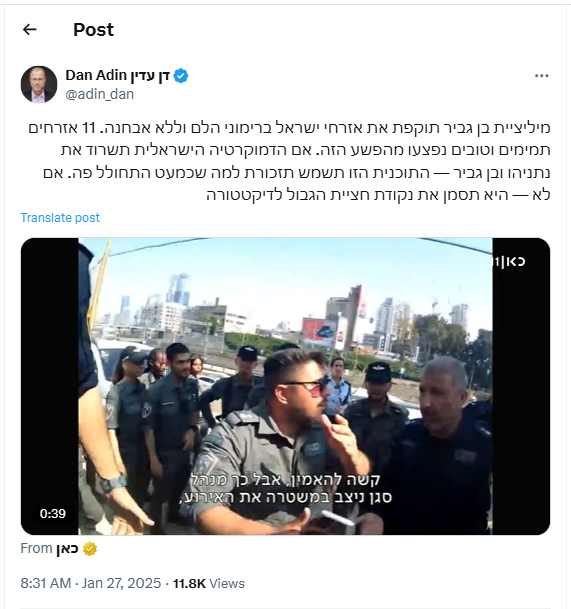 Post
Dan Adin דן עדין
@adin_dan
מיליציית בן גביר תוקפת את אזרחי ישראל ברימוני הלם וללא אבחנה. 11 אזרחים
תמימים וטובים נפצעו מהפשע הזה. אם הדמוקרטיה הישראלית תשרוד את
נתניהו ובן גביר — התוכנית הזו תשמש תזכורת למה שכמעט התחולל פה. אם
לא — היא תסמן את נקודת חציית הגבול לדיקטטורה
Translate post
כאן|11
קשה להאמין, אבל כך מנהל
סגן ניצב במשטרה את האירוע,
0:39
From כאן
8:31 AM · Jan 27, 2025 · 11.8K Views